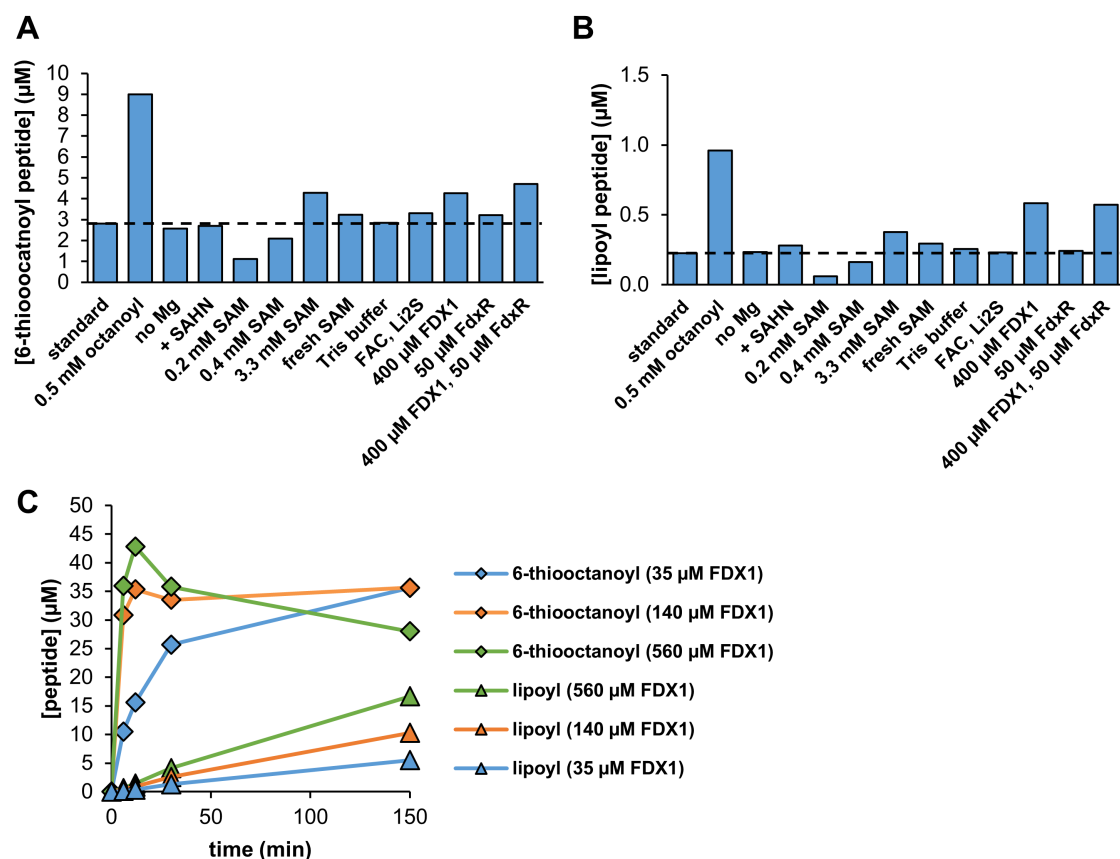 A
[6-thiooocatnoyl peptide] (µM)
10
9
8
7
6
5
4
3
2
1
0
standard
0.5 mM octanoyl
no Mg
+ SAHN
0.2 mM SAM
0.4 mM SAM
3.3 mM SAM
fresh SAM
Tris buffer
FAC, Li2S
400 µM FDX1
50 µM FdxR
400 µM FDX1, 50 µM FdxR
B
[lipoyl peptide] (µM)
1.5
1.0
0.5
0.0
standard
0.5 mM octanoyl
no Mg
+ SAHN
0.2 mM SAM
0.4 mM SAM
3.3 mM SAM
fresh SAM
Tris buffer
FAC, Li2S
400 µM FDX1
50 µM FdxR
400 µM FDX1, 50 µM FdxR
C
[peptide] (µM)
50
45
40
35
30
25
20
15
10
5
0
0 50 100 150
time (min)
6-thiooctanoyl (35 µM FDX1)
6-thiooctanoyl (140 µM FDX1)
6-thiooctanoyl (560 µM FDX1)
lipoyl (560 µM FDX1)
lipoyl (140 µM FDX1)
lipoyl (35 µM FDX1)